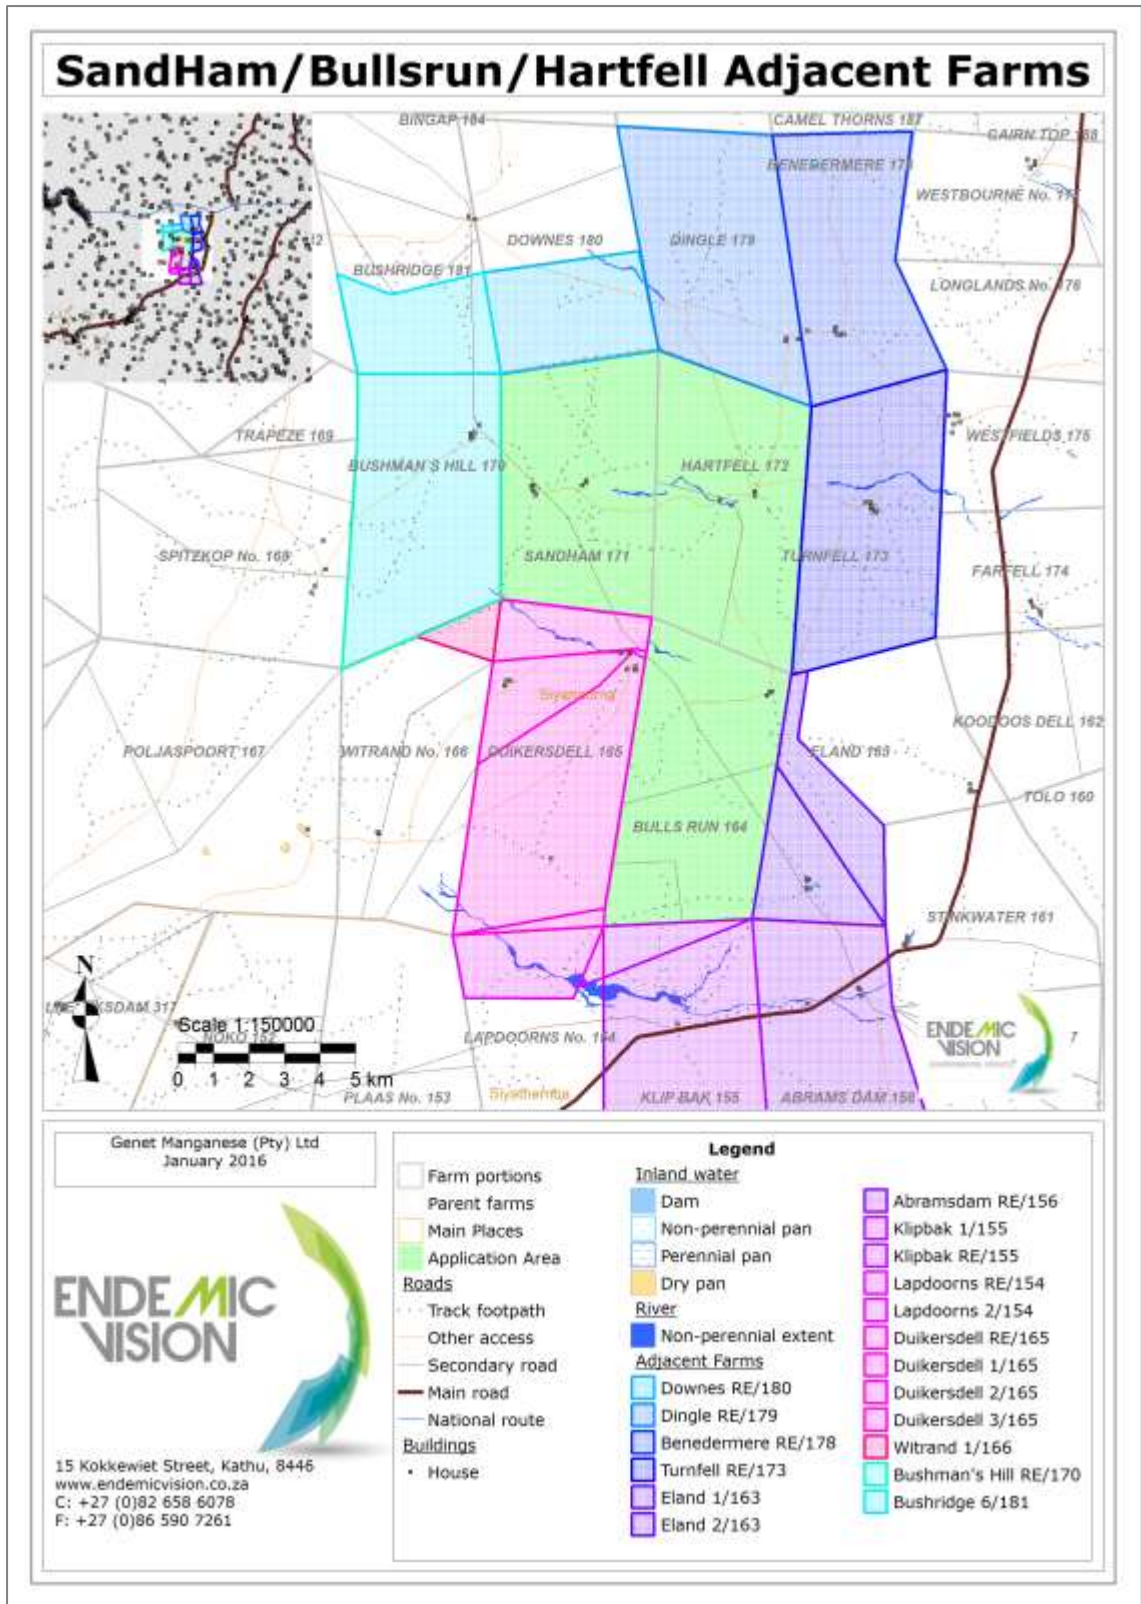 SandHam/Bullsrun/Hartfell Adjacent Farms
BINGAP 184
CAMEL THORNS 187
CAIRN TOP 188
BENEDERMERE 178
WESTBOURNE No. 177
DOWNES 180
DINGLE 179
BUSHRIDGE 181
LONGLANDS No. 176
TRAPEZE 169
WESTFIELDS 175
BUSHMAN'S HILL 170
HARTFELL 172
SPITZKOP No. 168
SANDHAM 171
TURNFELL 173
FARFELL 174
Siyathemba
KOODOOS DELL 162
POLJASPOORT 167
WITRAND No. 166
DUIKERSDELL 165
ELAND 163
TOLO 160
BULLS RUN 164
STINKWATER 161
N
KSDAM 317
Scale 1:150000
NOKO 152
LAPDOORNS No. 154
ENDEMIC
VISION
7
0 1 2 3 4 5 km
PLAAS No. 153
Siyathemba
KLIP BAK 155
ABRAMS DAM 156
Genet Manganese (Pty) Ltd
January 2016
ENDEMIC
VISION
15 Kokkewiet Street, Kathu, 8446
www.endemicvision.co.za
C: +27 (0)82 658 6078
F: +27 (0)86 590 7261
Legend
Farm portions
Parent farms
Main Places
Application Area
Roads
Track footpath
Other access
Secondary road
Main road
National route
Buildings
House
Inland water
Dam
Non-perennial pan
Perennial pan
Dry pan
River
Non-perennial extent
Adjacent Farms
Downes RE/180
Dingle RE/179
Benedermere RE/178
Turnfell RE/173
Eland 1/163
Eland 2/163
Abramsdam RE/156
Klipbak 1/155
Klipbak RE/155
Lapdoorns RE/154
Lapdoorns 2/154
Duikersdell RE/165
Duikersdell 1/165
Duikersdell 2/165
Duikersdell 3/165
Witrand 1/166
Bushman's Hill RE/170
Bushridge 6/181